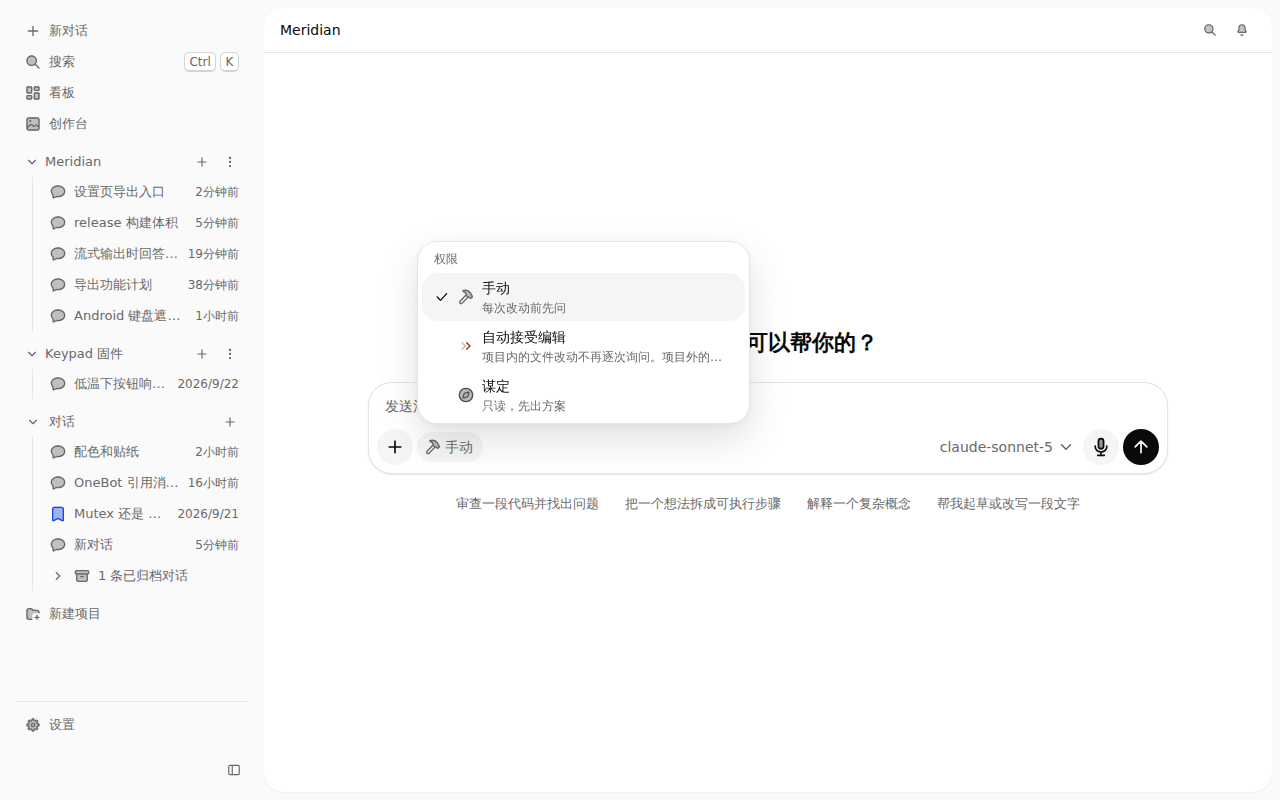 新对话
搜索 Ctrl K
看板
创作台
Meridian
设置页导出入口 2分钟前
release 构建体积 5分钟前
流式输出时回答… 19分钟前
导出功能计划 38分钟前
Android 键盘遮… 1小时前
Keypad 固件
低温下按钮响… 2026/9/22
对话
配色和贴纸 2小时前
OneBot 引用消… 16小时前
Mutex 还是 … 2026/9/21
新对话 5分钟前
1 条已归档对话
新建项目
设置
Meridian
权限
手动
每次改动前先问
自动接受编辑
项目内的文件改动不再逐次询问。项目外的…
谋定
只读，先出方案
可以帮你的？
发送
手动
claude-sonnet-5
审查一段代码并找出问题
把一个想法拆成可执行步骤
解释一个复杂概念
帮我起草或改写一段文字